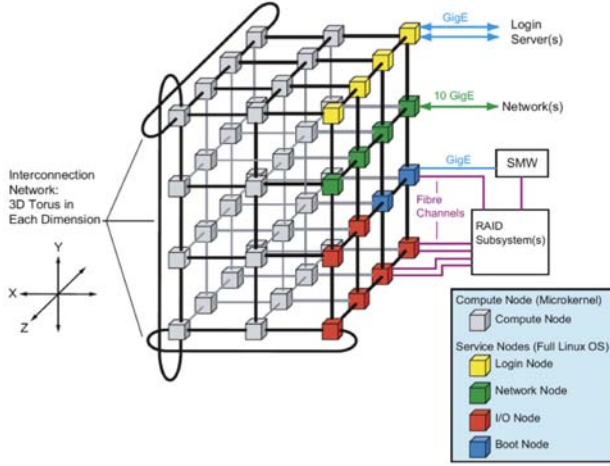 GigE
Login
Server(s)
10 GigE
Network(s)
GigE
SMW
Fibre
Channels
RAID
Subsystem(s)
Interconnection
Network:
3D Torus in
Each Dimension
Y
X
Z
Compute Node (Microkernel)
Compute Node
Service Nodes (Full Linux OS)
Login Node
Network Node
I/O Node
Boot Node